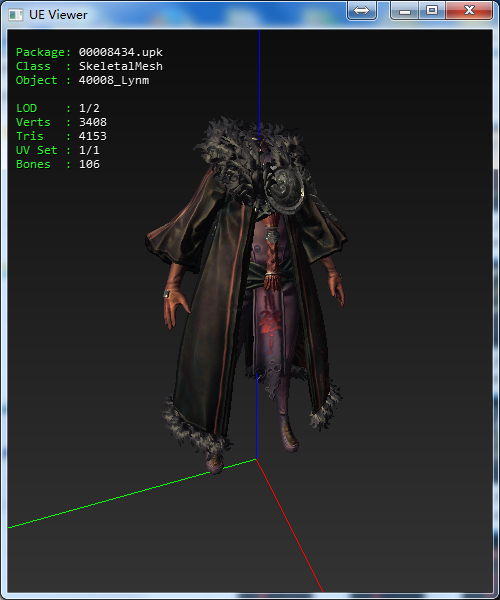 UE Viewer
Package: 00008434.upk
Class : SkeletalMesh
Object : 40008_Lynm
LOD : 1/2
Verts : 3408
Tris : 4153
UV Set : 1/1
Bones : 106